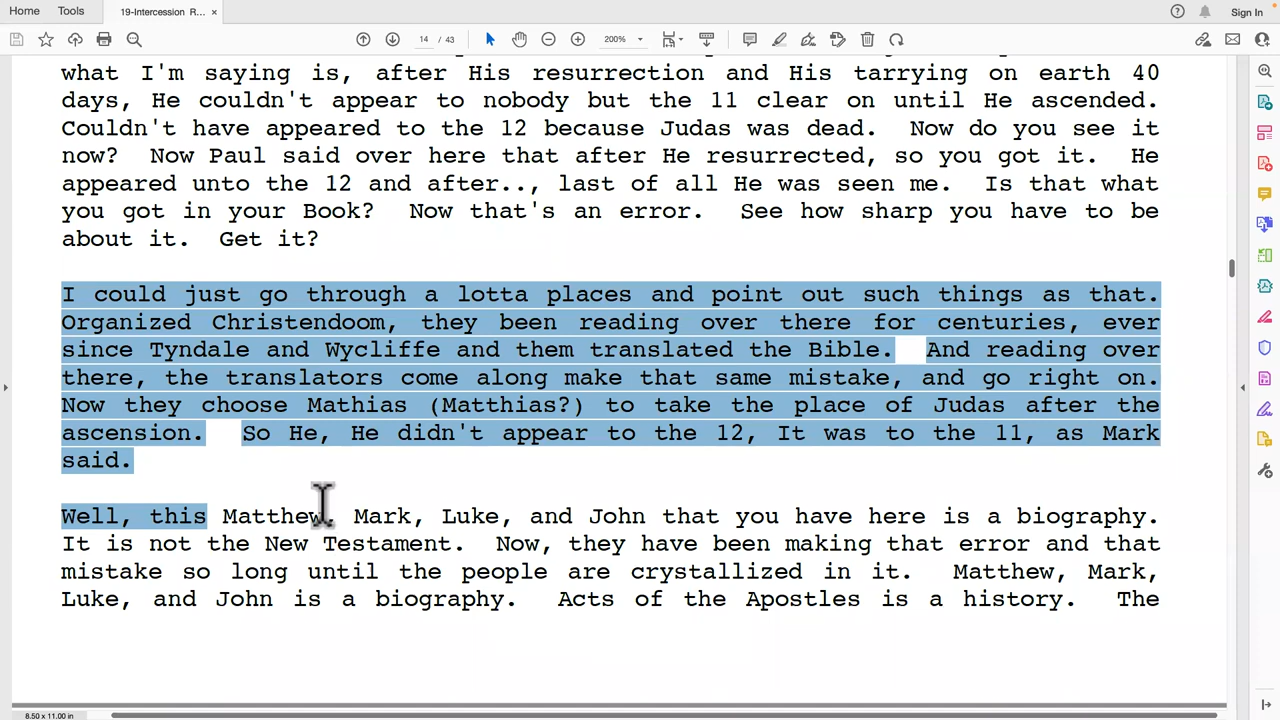 Home Tools 19-Intercession R... × Sign In
14 / 43 200%
what I'm saying is, after His resurrection and His tarrying on earth 40
days, He couldn't appear to nobody but the 11 clear on until He ascended.
Couldn't have appeared to the 12 because Judas was dead. Now do you see it
now? Now Paul said over here that after He resurrected, so you got it. He
appeared unto the 12 and after.., last of all He was seen me. Is that what
you got in your Book? Now that's an error. See how sharp you have to be
about it. Get it?
I could just go through a lotta places and point out such things as that.
Organized Christendoom, they been reading over there for centuries, ever
since Tyndale and Wycliffe and them translated the Bible. And reading over
there, the translators come along make that same mistake, and go right on.
Now they choose Mathias (Matthias?) to take the place of Judas after the
ascension. So He, He didn't appear to the 12, It was to the 11, as Mark
said.
Well, this Matthew, Mark, Luke, and John that you have here is a biography.
It is not the New Testament. Now, they have been making that error and that
mistake so long until the people are crystallized in it. Matthew, Mark,
Luke, and John is a biography. Acts of the Apostles is a history. The
8.50 x 11.00 in